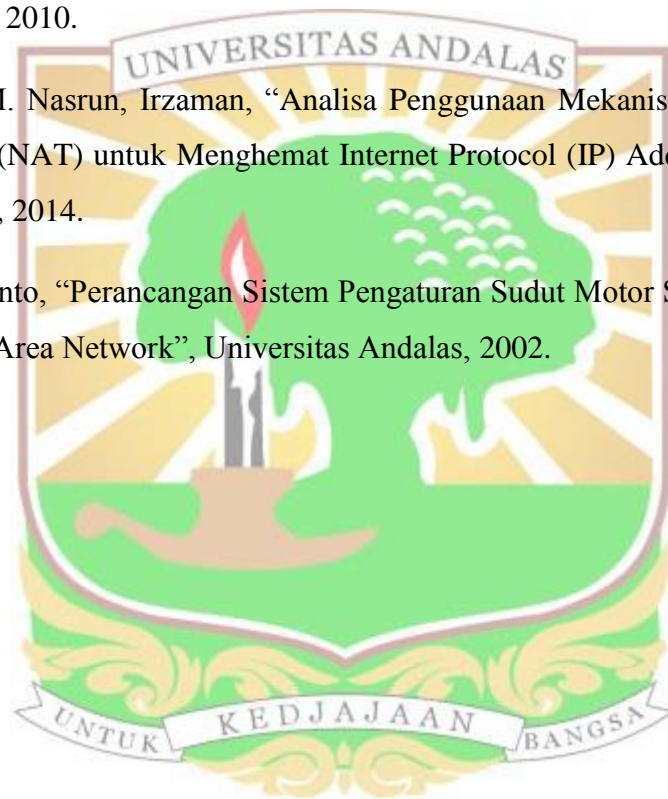 2010.
UNIVERSITAS ANDALAS
M. Nasrun, Irzaman, “Analisa Penggunaan Mekanis
(NAT) untuk Menghemat Internet Protocol (IP) Add
, 2014.
nto, “Perancangan Sistem Pengaturan Sudut Motor S
Area Network”, Universitas Andalas, 2002.
UNTUK KEDJAJAAN BANGSA